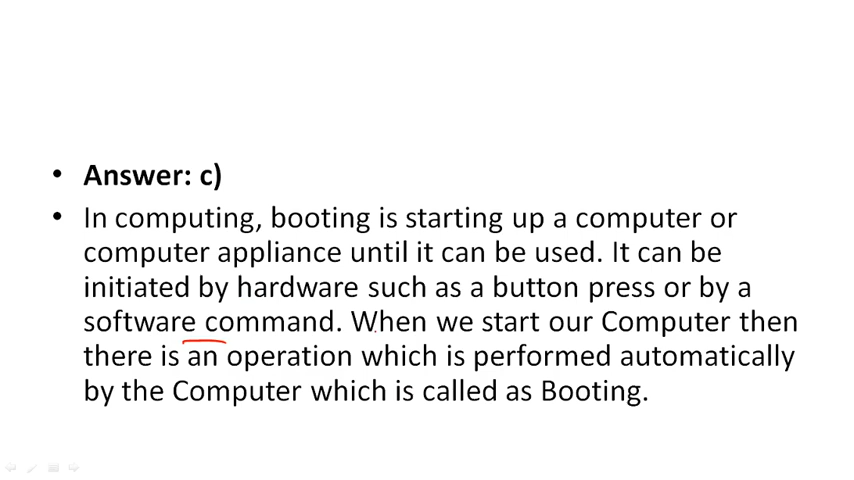 • Answer: c)
• In computing, booting is starting up a computer or
computer appliance until it can be used. It can be
initiated by hardware such as a button press or by a
software command. When we start our Computer then
there is an operation which is performed automatically
by the Computer which is called as Booting.